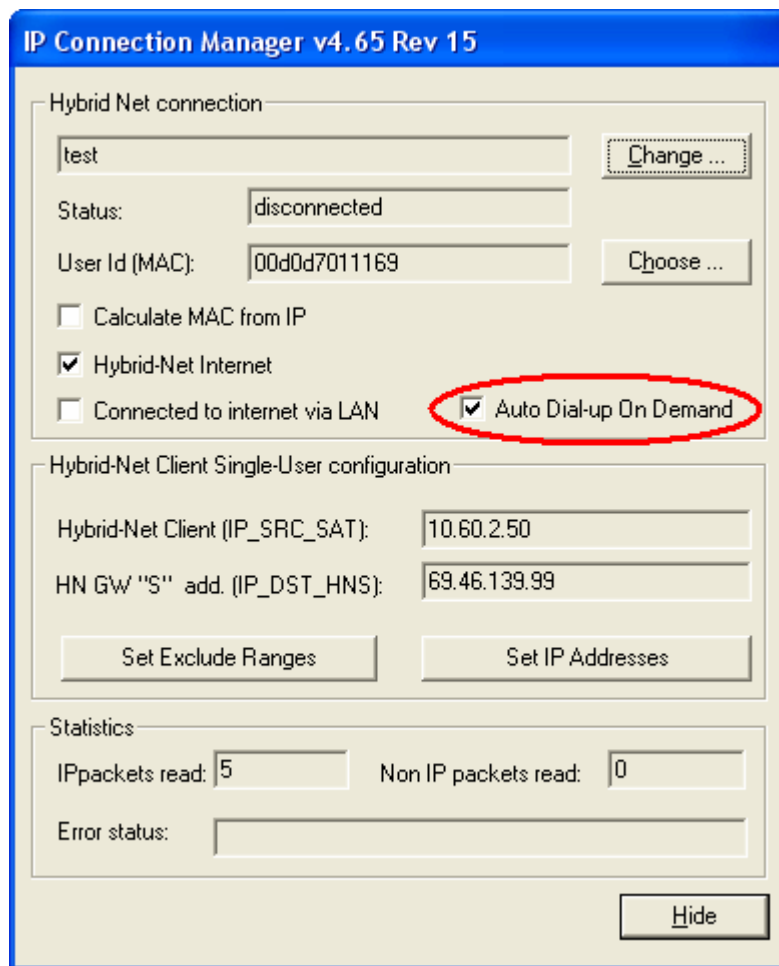 IP Connection Manager v4.65 Rev 15
Hybrid Net connection
test
Change ...
Status: disconnected
User Id (MAC): 00d0d7011169 Choose ...
Calculate MAC from IP
Hybrid-Net Internet
Connected to internet via LAN Auto Dial-up On Demand
Hybrid-Net Client Single-User configuration
Hybrid-Net Client (IP_SRC_SAT): 10.60.2.50
HN GW "S" add. (IP_DST_HNS): 69.46.139.99
Set Exclude Ranges Set IP Addresses
Statistics
IPpackets read: 5 Non IP packets read: 0
Error status:
Hide